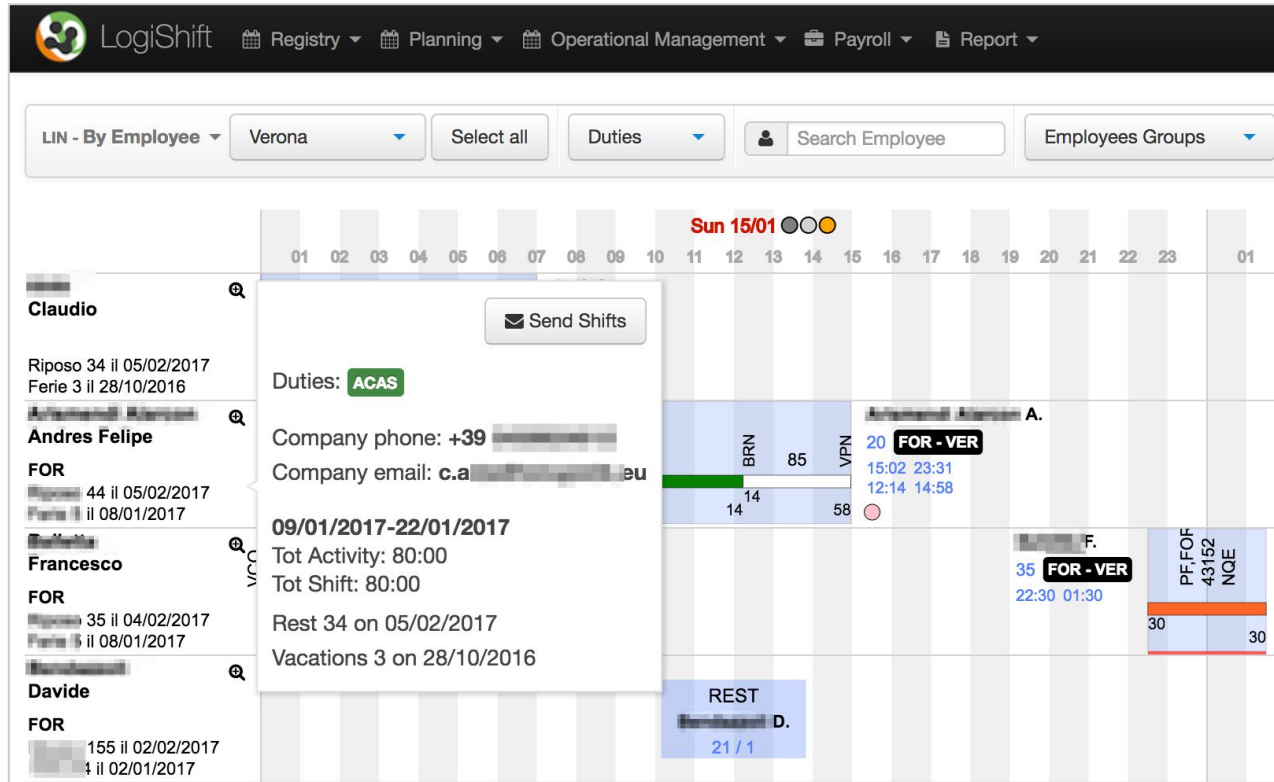 LogiShift Registry Planning Operational Management Payroll Report
LIN - By Employee Verona Select all Duties Search Employee Employees Groups
Sun 15/01
01 02 03 04 05 06 07 08 09 10 11 12 13 14 15 16 17 18 19 20 21 22 23 01
Claudio
Riposo 34 il 05/02/2017
Ferie 3 il 28/10/2016
Send Shifts
Duties: ACAS
Company phone: +39
Company email: c.a eu
09/01/2017-22/01/2017
Tot Activity: 80:00
Tot Shift: 80:00
Rest 34 on 05/02/2017
Vacations 3 on 28/10/2016
Andres Felipe
FOR
44 il 05/02/2017
il 08/01/2017
BRN
85
VPN
14
14
58
A.
20 FOR - VER
15:02 23:31
12:14 14:58
Francesco
FOR
35 il 04/02/2017
il 08/01/2017
F.
35 FOR - VER
22:30 01:30
PF,FOR
43152
NQE
30
30
Davide
FOR
155 il 02/02/2017
il 02/01/2017
REST
D.
21 / 1